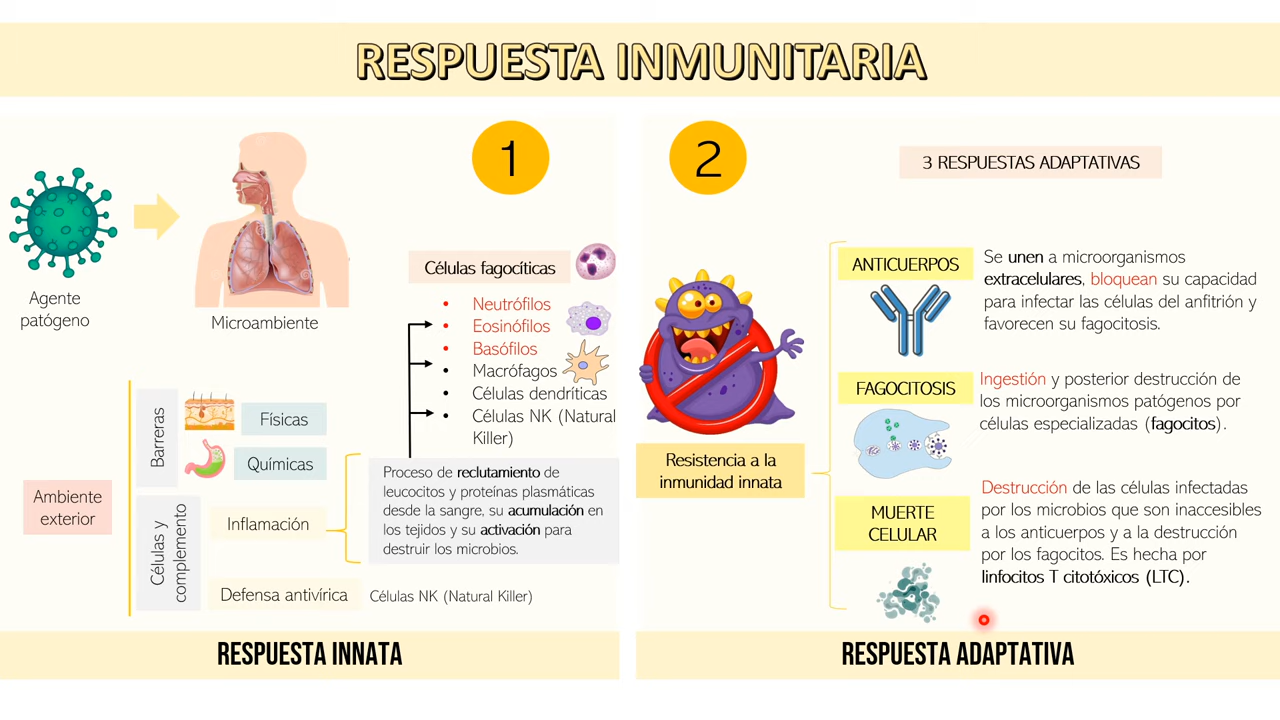 RESPUESTA INMUNITARIA
1
Agente
patógeno
Microambiente
Células fagocíticas
• Neutrófilos
• Eosinófilos
• Basófilos
• Macrófagos
• Células dendríticas
• Células NK (Natural
Killer)
Ambiente
exterior
Barreras
Físicas
Químicas
Células y
complemento
Inflamación
Proceso de reclutamiento de
leucocitos y proteínas plasmáticas
desde la sangre, su acumulación en
los tejidos y su activación para
destruir los microbios.
Defensa antivírica
Células NK (Natural Killer)
RESPUESTA INNATA
2
3 RESPUESTAS ADAPTATIVAS
Resistencia a la
inmunidad innata
ANTICUERPOS
Se unen a microorganismos
extracelulares, bloquean su capacidad
para infectar las células del anfitrión y
favorecen su fagocitosis.
FAGOCITOSIS
Ingestión y posterior destrucción de
los microorganismos patógenos por
células especializadas (fagocitos).
MUERTE
CELULAR
Destrucción de las células infectadas
por los microbios que son inaccesibles
a los anticuerpos y a la destrucción
por los fagocitos. Es hecha por
linfocitos T citotóxicos (LTC).
RESPUESTA ADAPTATIVA